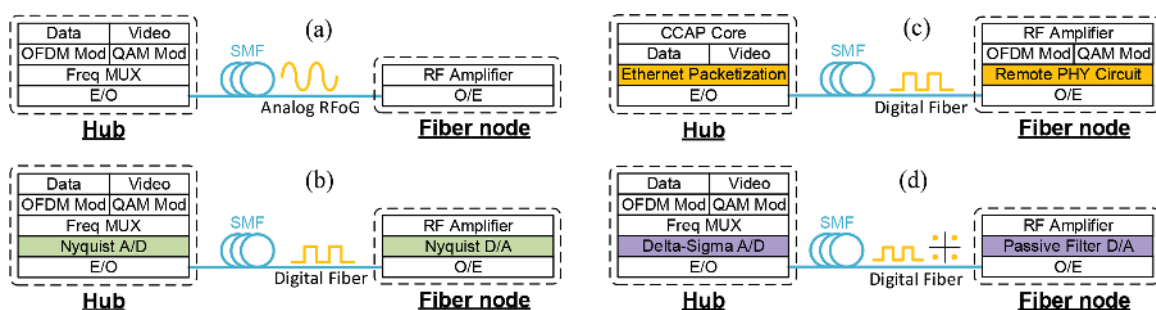 (a)
Data Video
OFDM Mod QAM Mod
Freq MUX
E/O
Hub
SMF
Analog RFoG
RF Amplifier
O/E
Fiber node
(c)
CCAP Core
Data Video
Ethernet Packetization
E/O
Hub
SMF
Digital Fiber
RF Amplifier
OFDM Mod QAM Mod
Remote PHY Circuit
O/E
Fiber node
(b)
Data Video
OFDM Mod QAM Mod
Freq MUX
Nyquist A/D
E/O
Hub
SMF
Digital Fiber
RF Amplifier
Nyquist D/A
O/E
Fiber node
(d)
Data Video
OFDM Mod QAM Mod
Freq MUX
Delta-Sigma A/D
E/O
Hub
SMF
Digital Fiber
RF Amplifier
Passive Filter D/A
O/E
Fiber node